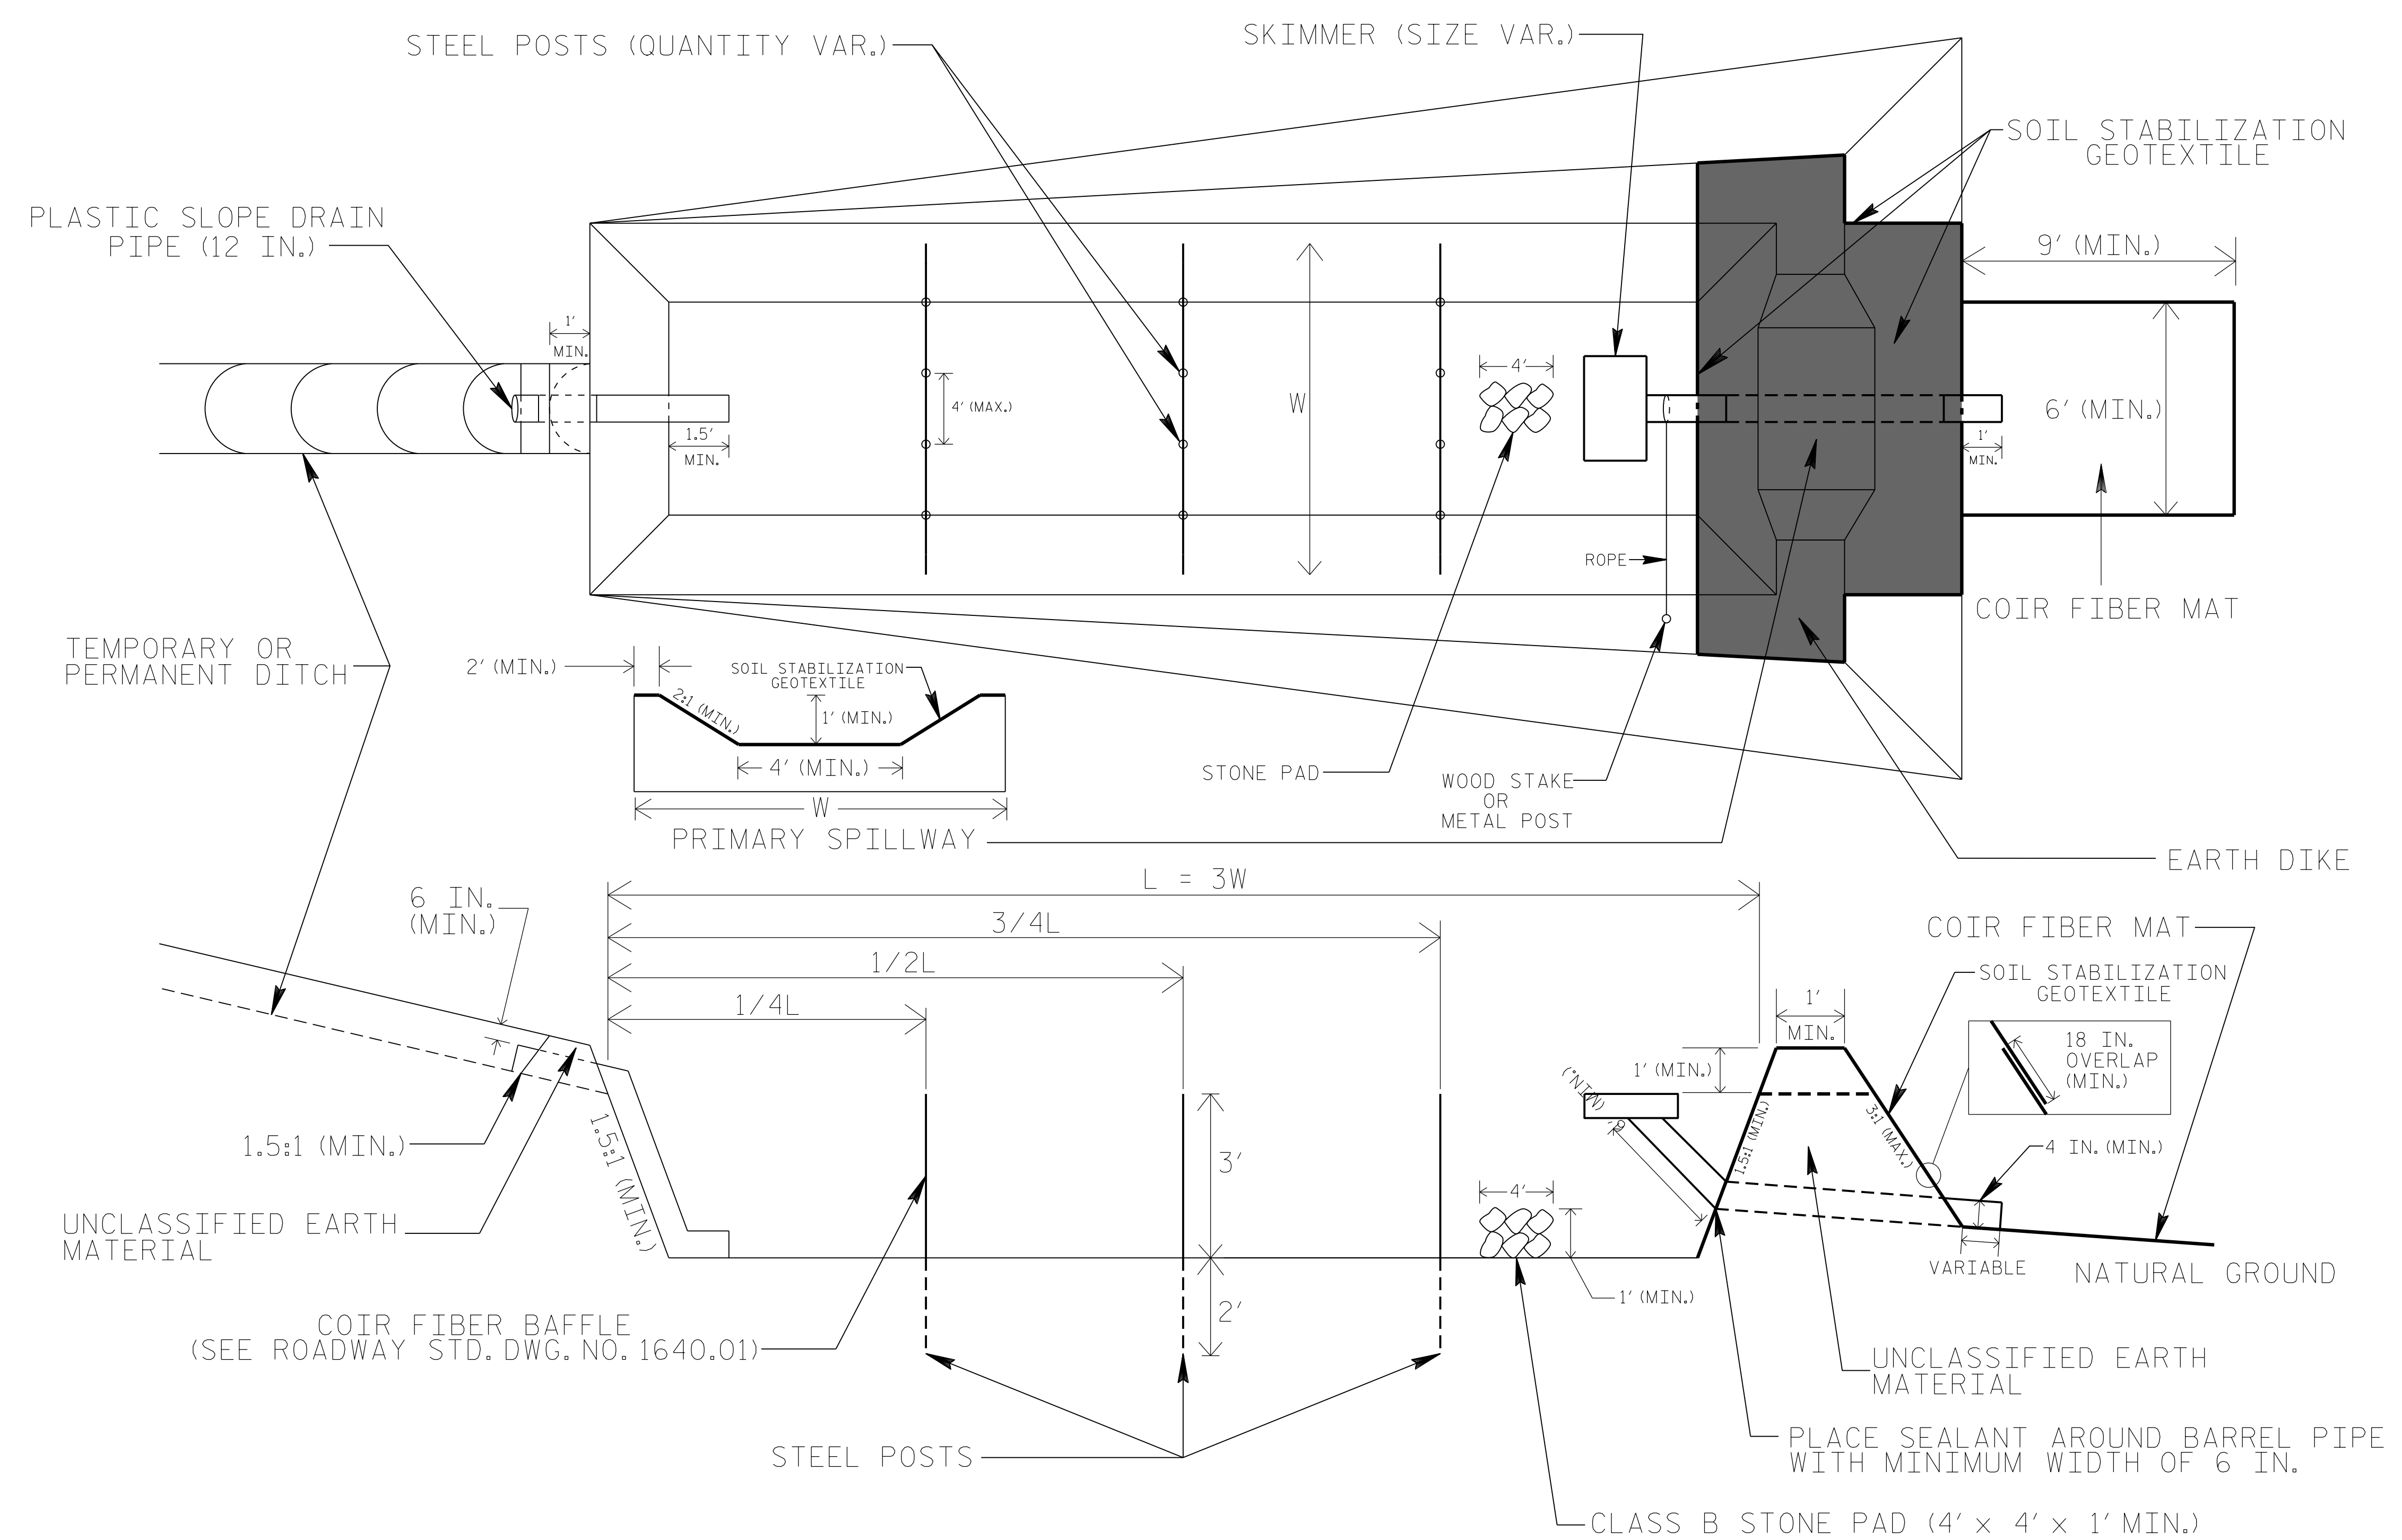 STEEL POSTS (QUANTITY VAR.)
SKIMMER (SIZE VAR.)
SOIL STABILIZATION
GEOTEXTILE
PLASTIC SLOPE DRAIN
PIPE (12 IN.)
9' (MIN.)
1'
MIN.
4'
W
4' (MAX.)
6' (MIN.)
1.5'
MIN.
1'
MIN.
ROPE
COIR FIBER MAT
TEMPORARY OR
PERMANENT DITCH
2' (MIN.)
SOIL STABILIZATION
GEOTEXTILE
2:1 (MIN.)
1' (MIN.)
4' (MIN.)
W
PRIMARY SPILLWAY
STONE PAD
WOOD STAKE
OR
METAL POST
EARTH DIKE
L = 3W
6 IN.
(MIN.)
3/4L
1/2L
1/4L
COIR FIBER MAT
SOIL STABILIZATION
GEOTEXTILE
1'
MIN.
18 IN.
OVERLAP
(MIN.)
1' (MIN.)
6' (MIN.)
1.5:1 (MIN.)
3:1 (MAX.)
4 IN. (MIN.)
1.5:1 (MIN.)
1.5:1 (MIN.)
3'
4'
UNCLASSIFIED EARTH
MATERIAL
VARIABLE
NATURAL GROUND
1' (MIN.)
2'
COIR FIBER BAFFLE
(SEE ROADWAY STD. DWG. NO. 1640.01)
UNCLASSIFIED EARTH
MATERIAL
STEEL POSTS
PLACE SEALANT AROUND BARREL PIPE
WITH MINIMUM WIDTH OF 6 IN.
CLASS B STONE PAD (4' x 4' x 1' MIN.)